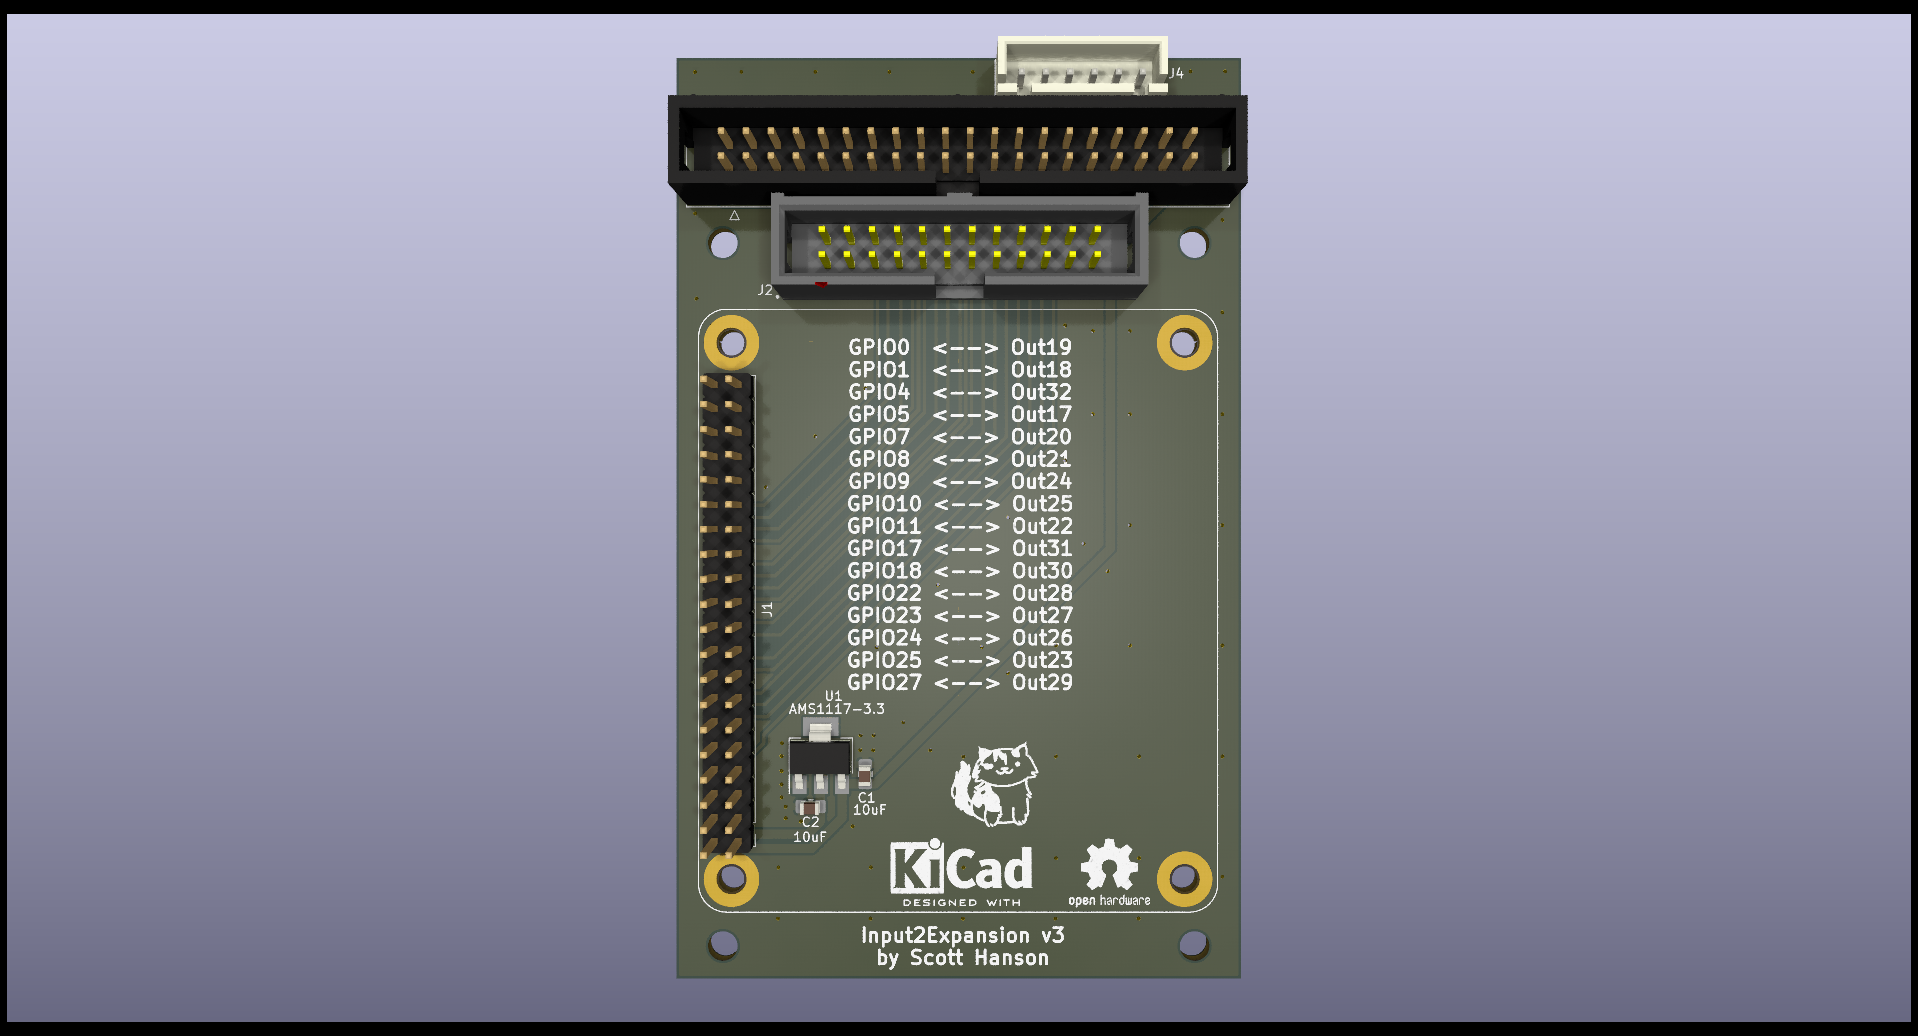 J4
J2
GPIO0 <--> Out19
GPIO1 <--> Out18
GPIO4 <--> Out32
GPIO5 <--> Out17
GPIO7 <--> Out20
GPIO8 <--> Out21
GPIO9 <--> Out24
GPIO10 <--> Out25
GPIO11 <--> Out22
GPIO17 <--> Out31
GPIO18 <--> Out30
GPIO22 <--> Out28
GPIO23 <--> Out27
GPIO24 <--> Out26
GPIO25 <--> Out23
GPIO27 <--> Out29
J1
U1
AMS1117-3.3
C1
10uF
C2
10uF
KiCad
DESIGNED WITH
open hardware
Input2Expansion v3
by Scott Hanson